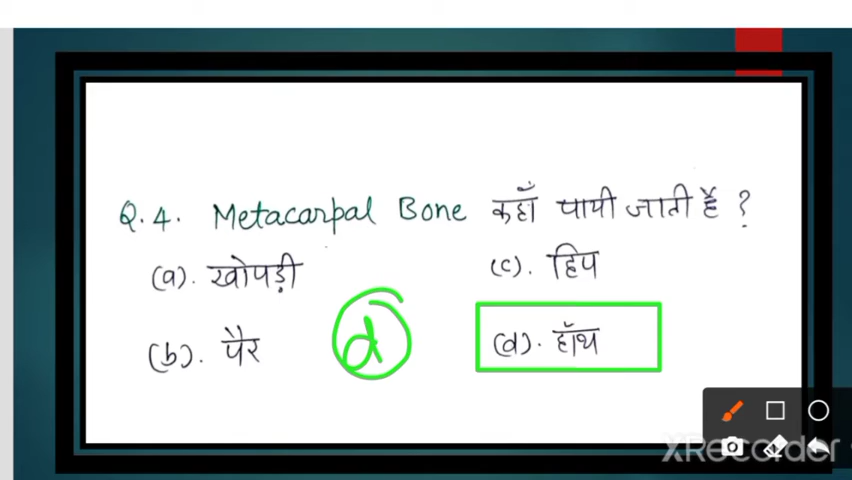 Q.4. Metacarpal Bone कहाँ पायी जाती हैं ?
(a). खोपड़ी
(c). हिप
(b). पैर
d
(d). हाँथ
XRecorder